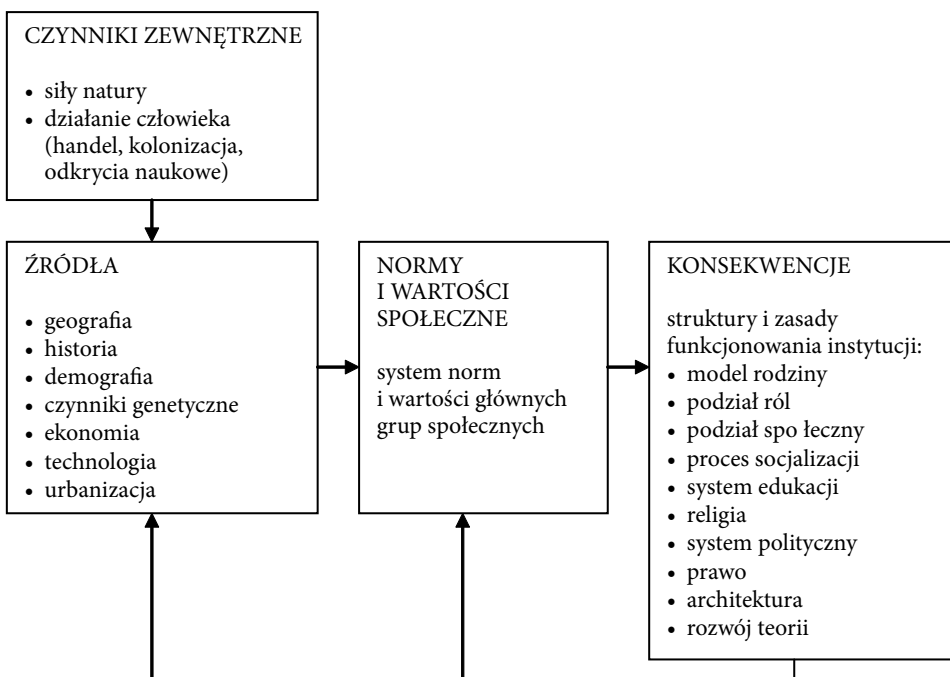 CZYNNIKI ZEWNĘTRZNE
• siły natury
• działanie człowieka
(handel, kolonizacja,
odkrycia naukowe)
ŹRÓDŁA
• geografia
• historia
• demografia
• czynniki genetyczne
• ekonomia
• technologia
• urbanizacja
NORMY
I WARTOŚCI
SPOŁECZNE
system norm
i wartości głównych
grup społecznych
KONSEKWENCJE
struktury i zasady
funkcjonowania instytucji:
• model rodziny
• podział ról
• podział spo łeczny
• proces socjalizacji
• system edukacji
• religia
• system polityczny
• prawo
• architektura
• rozwój teorii